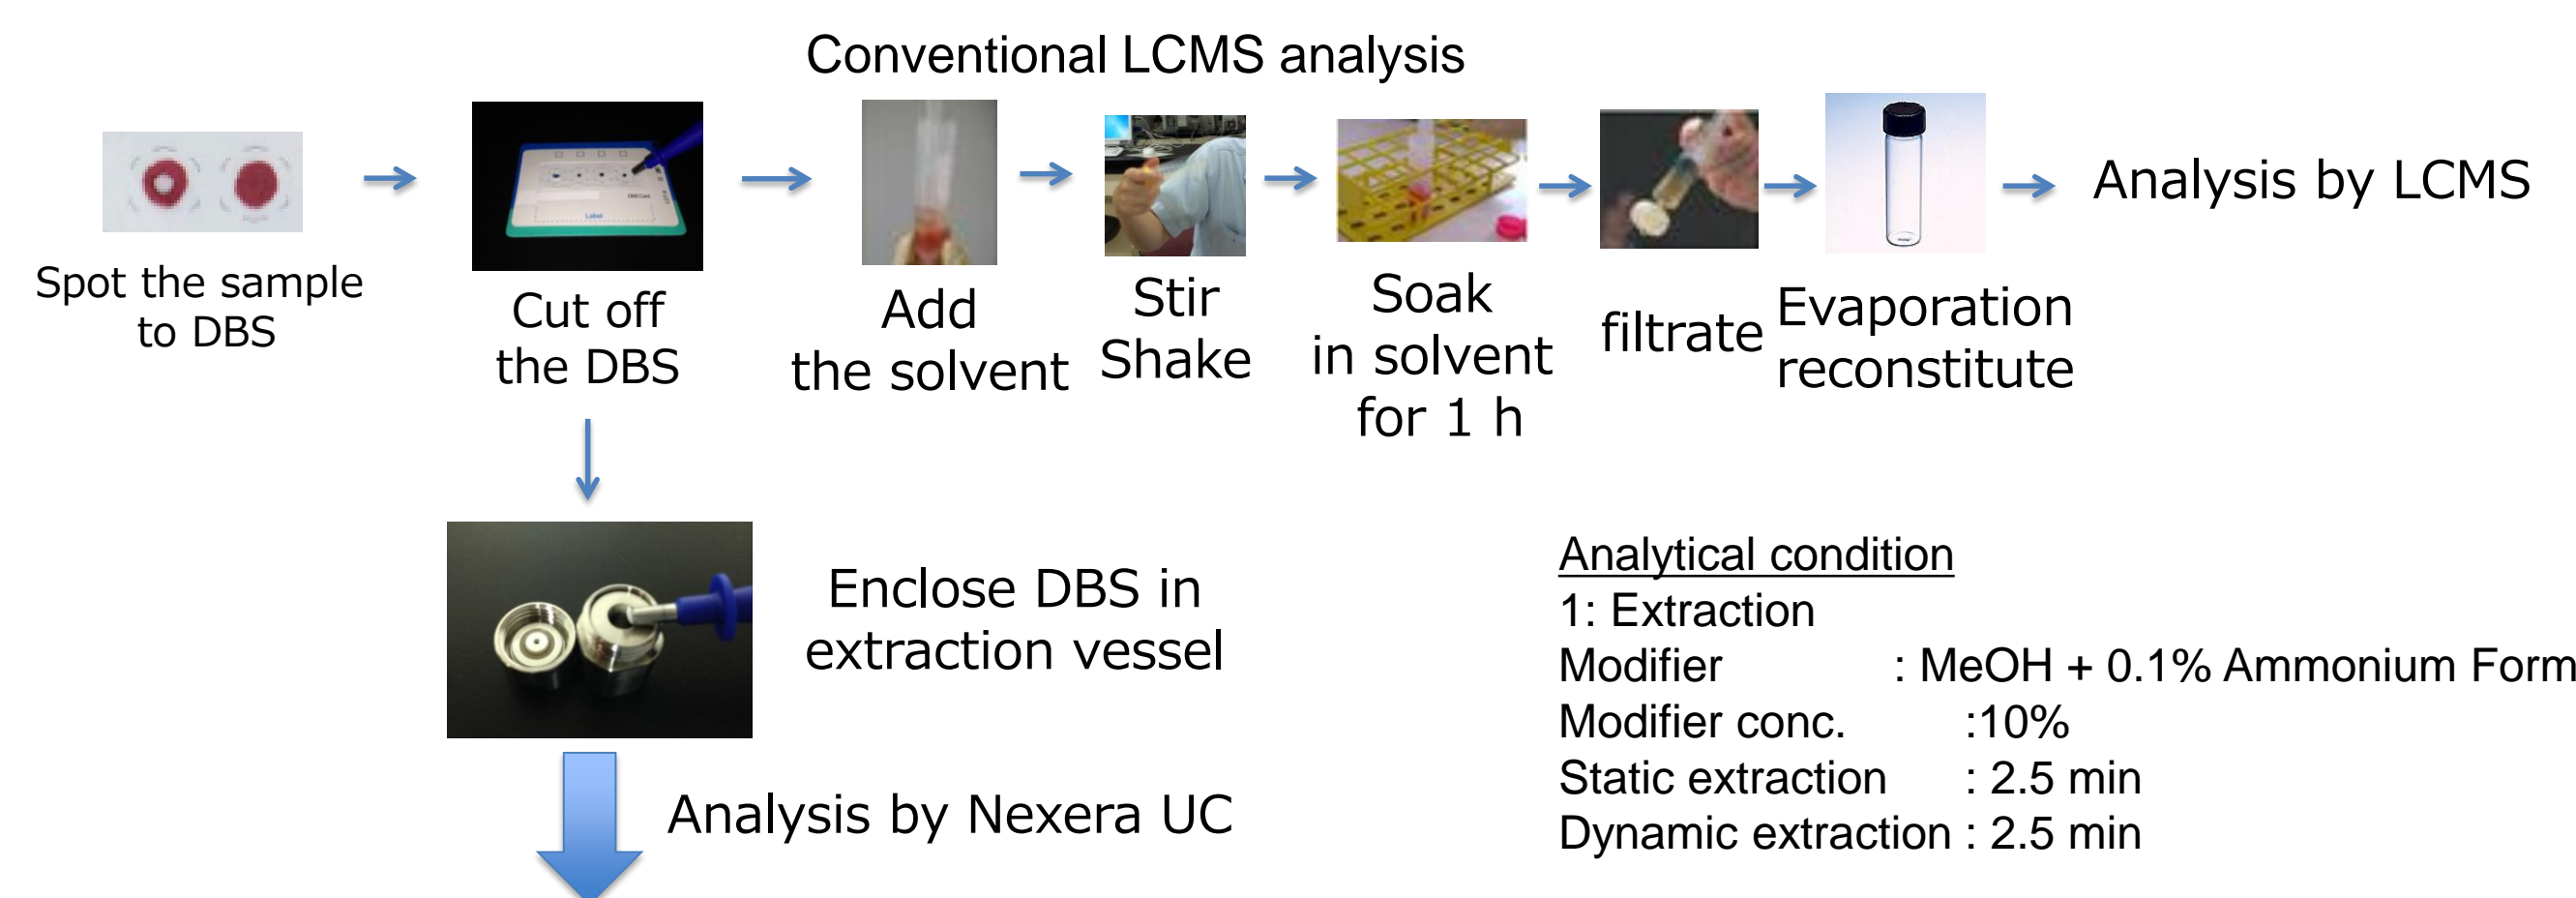 Conventional LCMS analysis
Spot the sample
to DBS
Cut off
the DBS
Add
the solvent
Stir
Shake
Soak
in solvent
for 1 h
filtrate
Evaporation
reconstitute
Analysis by LCMS
Label
Enclose DBS in
extraction vessel
Analysis by Nexera UC
Analytical condition
1: Extraction
Modifier : MeOH + 0.1% Ammonium Form
Modifier conc. :10%
Static extraction : 2.5 min
Dynamic extraction : 2.5 min